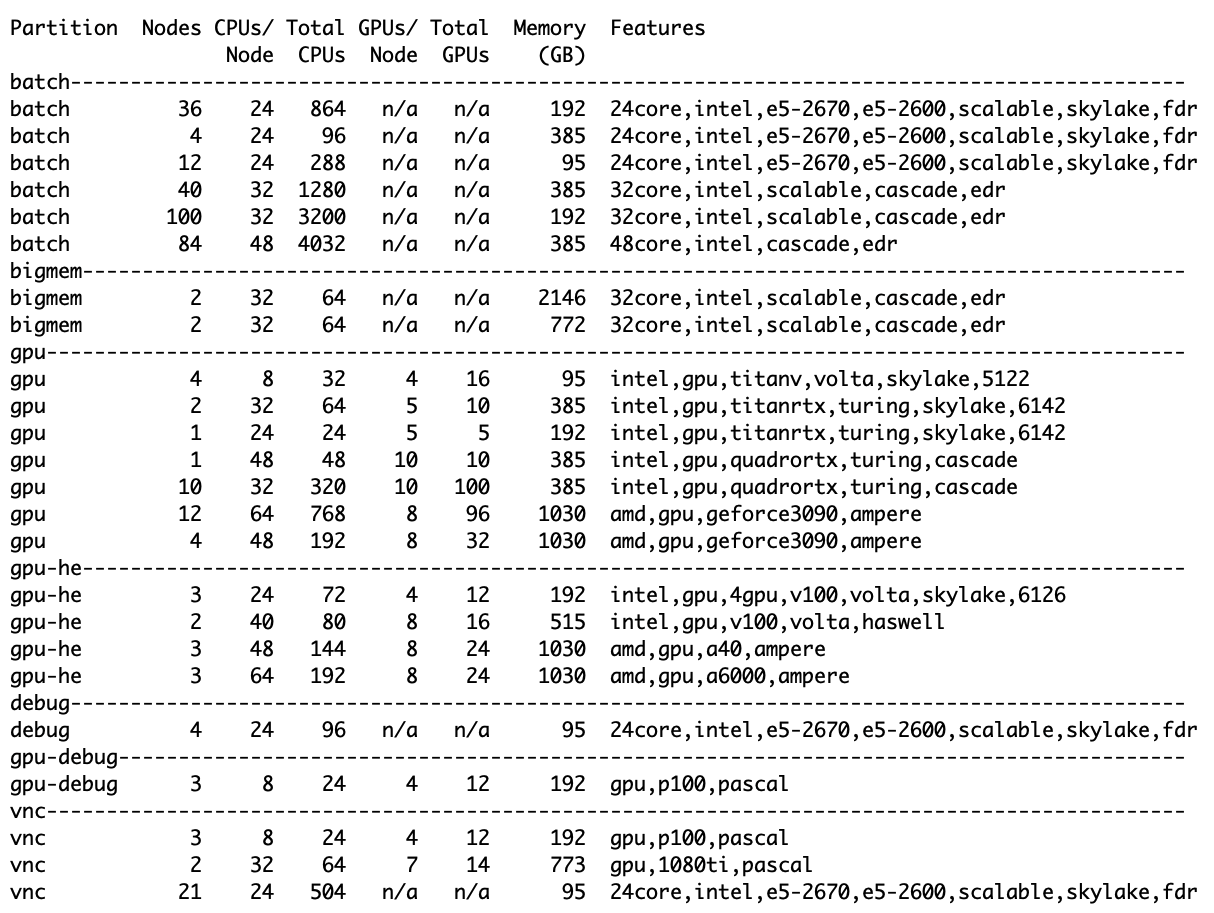 Partition  Nodes CPUs/ Total GPUs/ Total  Memory  Features
                  Node  CPUs  Node  GPUs    (GB)
batch---------------------------------------------------------------------------------------------
batch         36    24   864   n/a   n/a     192  24core,intel,e5-2670,e5-2600,scalable,skylake,fdr
batch          4    24    96   n/a   n/a     385  24core,intel,e5-2670,e5-2600,scalable,skylake,fdr
batch         12    24   288   n/a   n/a      95  24core,intel,e5-2670,e5-2600,scalable,skylake,fdr
batch         40    32  1280   n/a   n/a     385  32core,intel,scalable,cascade,edr
batch        100    32  3200   n/a   n/a     192  32core,intel,scalable,cascade,edr
batch         84    48  4032   n/a   n/a     385  48core,intel,cascade,edr
bigmem--------------------------------------------------------------------------------------------
bigmem         2    32    64   n/a   n/a    2146  32core,intel,scalable,cascade,edr
bigmem         2    32    64   n/a   n/a     772  32core,intel,scalable,cascade,edr
gpu-----------------------------------------------------------------------------------------------
gpu            4     8    32     4    16      95  intel,gpu,titanv,volta,skylake,5122
gpu            2    32    64     5    10     385  intel,gpu,titanrtx,turing,skylake,6142
gpu            1    24    24     5     5     192  intel,gpu,titanrtx,turing,skylake,6142
gpu            1    48    48    10    10     385  intel,gpu,quadrortx,turing,cascade
gpu           10    32   320    10   100     385  intel,gpu,quadrortx,turing,cascade
gpu           12    64   768     8    96    1030  amd,gpu,geforce3090,ampere
gpu            4    48   192     8    32    1030  amd,gpu,geforce3090,ampere
gpu-he--------------------------------------------------------------------------------------------
gpu-he         3    24    72     4    12     192  intel,gpu,4gpu,v100,volta,skylake,6126
gpu-he         2    40    80     8    16     515  intel,gpu,v100,volta,haswell
gpu-he         3    48   144     8    24    1030  amd,gpu,a40,ampere
gpu-he         3    64   192     8    24    1030  amd,gpu,a6000,ampere
debug---------------------------------------------------------------------------------------------
debug          4    24    96   n/a   n/a      95  24core,intel,e5-2670,e5-2600,scalable,skylake,fdr
gpu-debug-----------------------------------------------------------------------------------------
gpu-debug      3     8    24     4    12     192  gpu,p100,pascal
vnc-----------------------------------------------------------------------------------------------
vnc            3     8    24     4    12     192  gpu,p100,pascal
vnc            2    32    64     7    14     773  gpu,1080ti,pascal
vnc           21    24   504   n/a   n/a      95  24core,intel,e5-2670,e5-2600,scalable,skylake,fdr